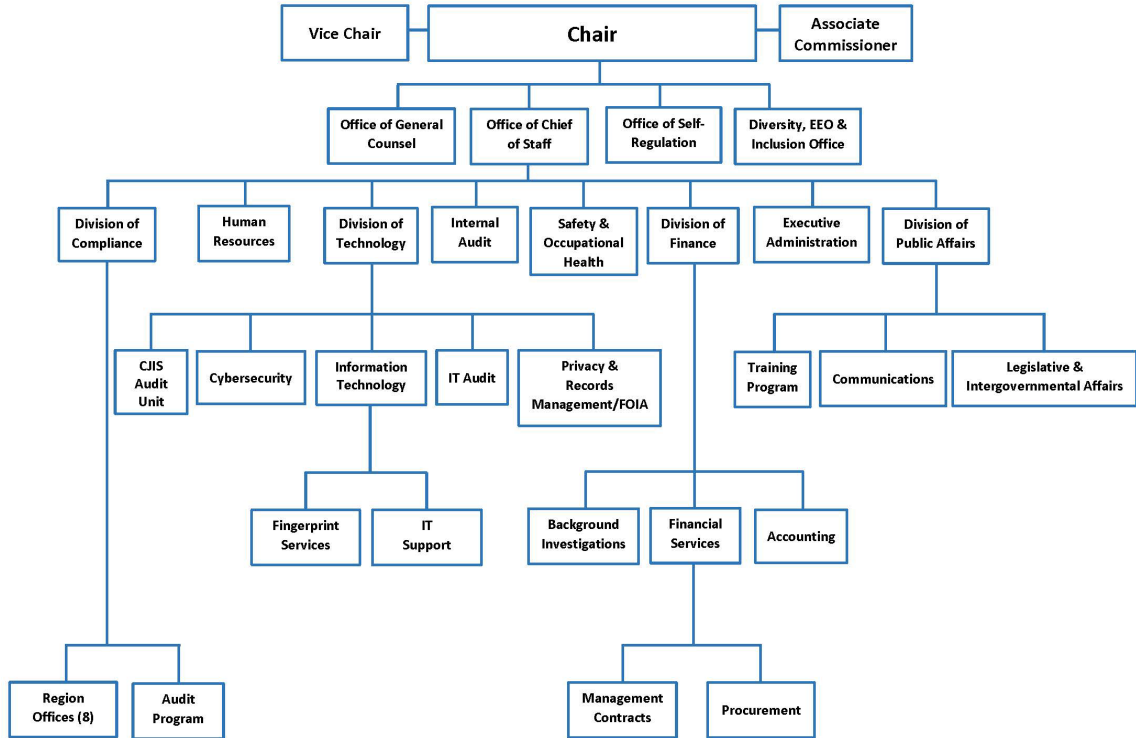 Vice Chair
Chair
Associate
Commissioner
Office of General
Counsel
Office of Chief
of Staff
Office of Self-
Regulation
Diversity, EEO &
Inclusion Office
Division of
Compliance
Human
Resources
Division of
Technology
Internal
Audit
Safety &
Occupational
Health
Division of
Finance
Executive
Administration
Division of
Public Affairs
CJIS
Audit
Unit
Cybersecurity
Information
Technology
IT Audit
Privacy &
Records
Management/FOIA
Training
Program
Communications
Legislative &
Intergovernmental Affairs
Fingerprint
Services
IT
Support
Background
Investigations
Financial
Services
Accounting
Region
Offices (8)
Audit
Program
Management
Contracts
Procurement